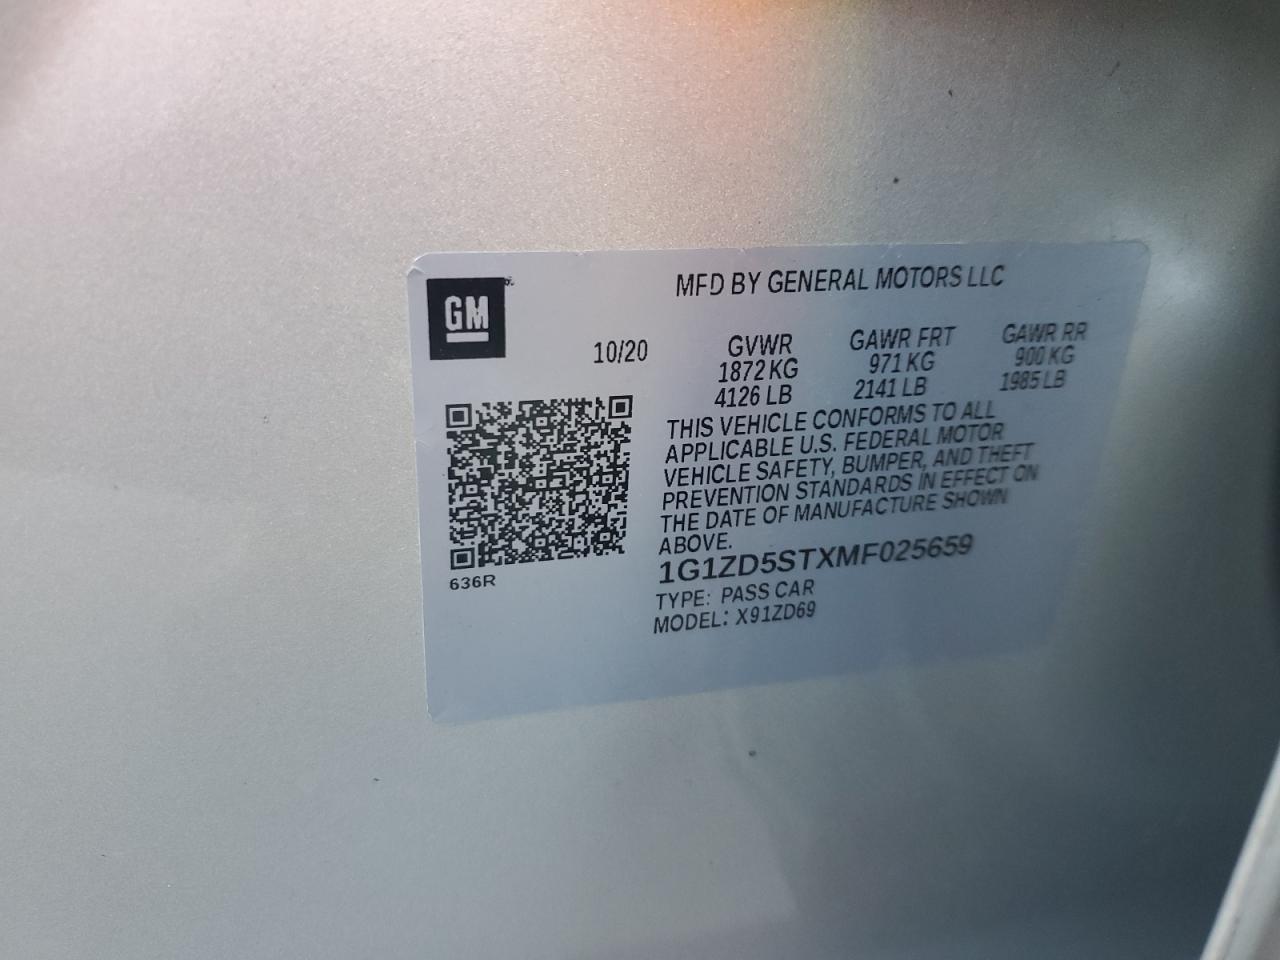 GM
MFD BY GENERAL MOTORS LLC
10/20
GVWR GAWR FRT GAWR RR
1872 KG 971 KG 900 KG
4126 LB 2141 LB 1985 LB
THIS VEHICLE CONFORMS TO ALL
APPLICABLE U.S. FEDERAL MOTOR
VEHICLE SAFETY, BUMPER, AND THEFT
PREVENTION STANDARDS IN EFFECT ON
THE DATE OF MANUFACTURE SHOWN
ABOVE.
1G1ZD5STXMF025659
TYPE: PASS CAR
MODEL: X91ZD69
636R